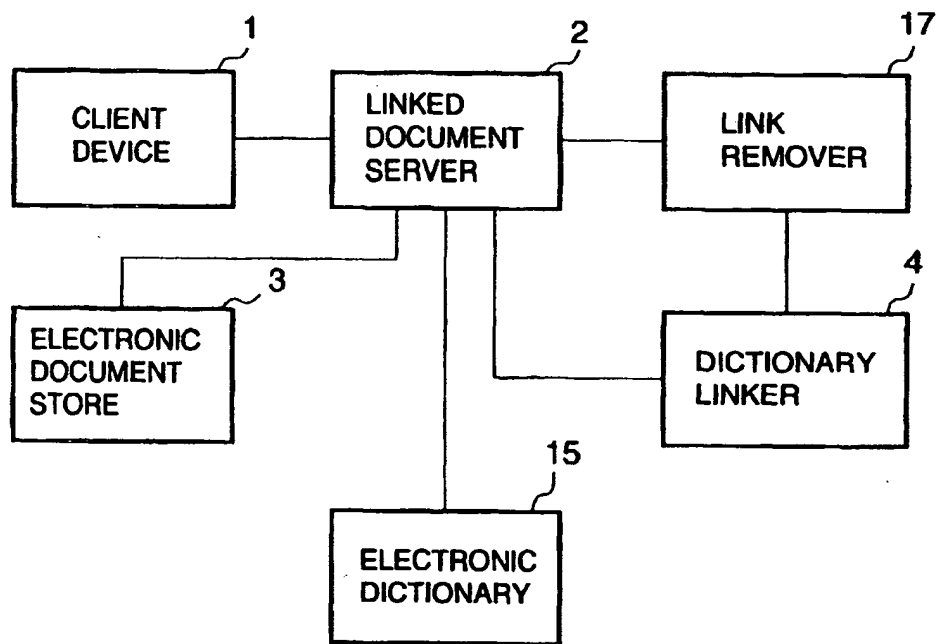 1
2
17
CLIENT
DEVICE
LINKED
DOCUMENT
SERVER
LINK
REMOVER
3
4
ELECTRONIC
DOCUMENT
STORE
DICTIONARY
LINKER
15
ELECTRONIC
DICTIONARY